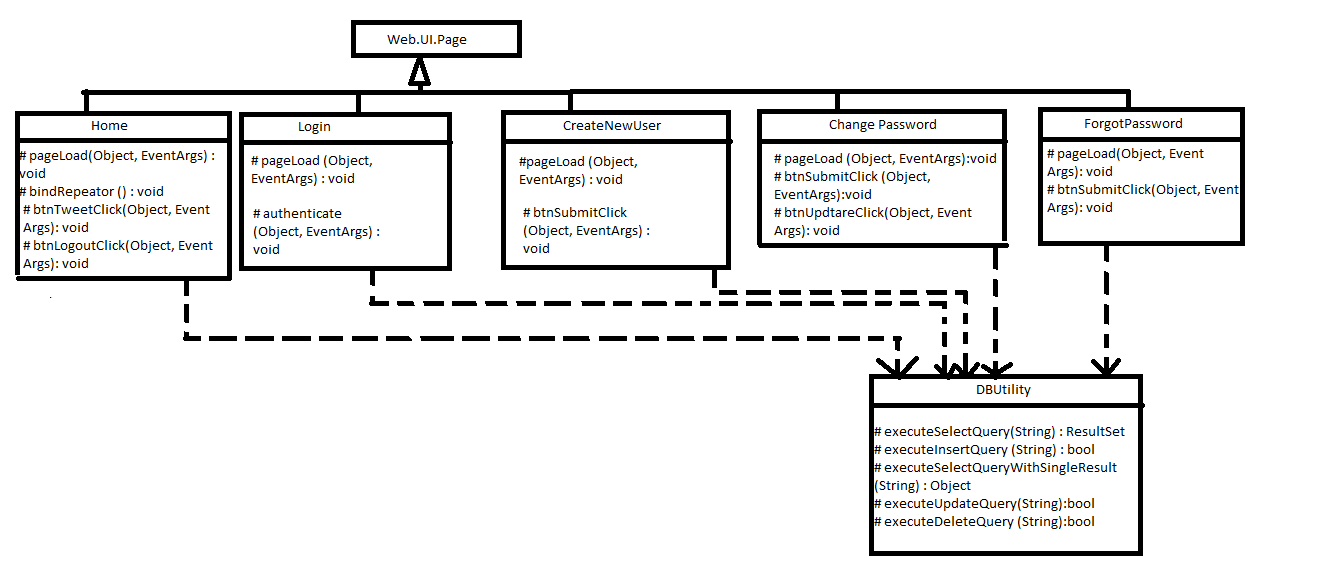 Web.UI.Page
Home
# pageLoad(Object, EventArgs) :
void
# bindRepeator () : void
# btnTweetClick(Object, Event
Args): void
# btnLogoutClick(Object, Event
Args): void
Login
# pageLoad (Object,
EventArgs) : void
# authenticate
(Object, EventArgs) :
void
CreateNewUser
#pageLoad (Object,
EventArgs) : void
# btnSubmitClick
(Object, EventArgs) :
void
Change Password
# pageLoad (Object, EventArgs):void
# btnSubmitClick (Object,
EventArgs):void
# btnUpdtareClick(Object, Event
Args): void
ForgotPassword
# pageLoad(Object, Event
Args): void
# btnSubmitClick(Object, Event
Args): void
DBUtility
# executeSelectQuery(String) : ResultSet
# executeInsertQuery (String) : bool
# executeSelectQueryWithSingleResult
(String) : Object
# executeUpdateQuery(String):bool
# executeDeleteQuery (String):bool